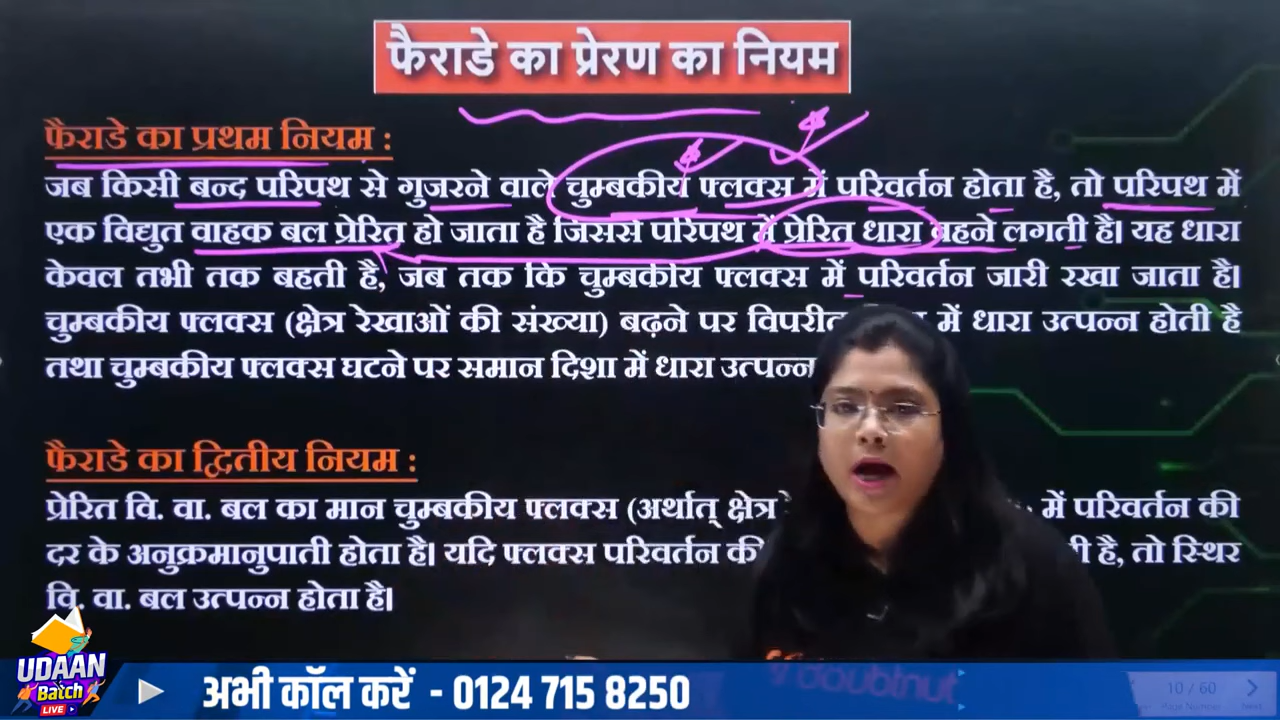 फैराडे का प्रेरण का नियम
फैराडे का प्रथम नियम :
जब किसी बन्द परिपथ से गुजरने वाले चुम्बकीय फ्लक्स में परिवर्तन होता है, तो परिपथ में
एक विद्युत वाहक बल प्रेरित हो जाता है जिससे परिपथ में प्रेरित धारा बहने लगती है। यह धारा
केवल तभी तक बहती है, जब तक कि चुम्बकीय फ्लक्स में परिवर्तन जारी रखा जाता है।
चुम्बकीय फ्लक्स (क्षेत्र रेखाओं की संख्या) बढ़ने पर में धारा उत्पन्न होती है
तथा चुम्बकीय फ्लक्स घटने पर समान दिशा में धारा उत्पन्न
फैराडे का द्वितीय नियम :
प्रेरित वि. वा. बल का मान चुम्बकीय फ्लक्स (अर्थात् क्षेत्र में परिवर्तन की
दर के अनुक्रमानुपाती होता है। यदि फ्लक्स परिवर्तन है, तो स्थिर
वि. वा. बल उत्पन्न होता है।
UDAAN
Batch
LIVE
अभी कॉल करें - 0124 715 8250
doubtnut
10 / 60